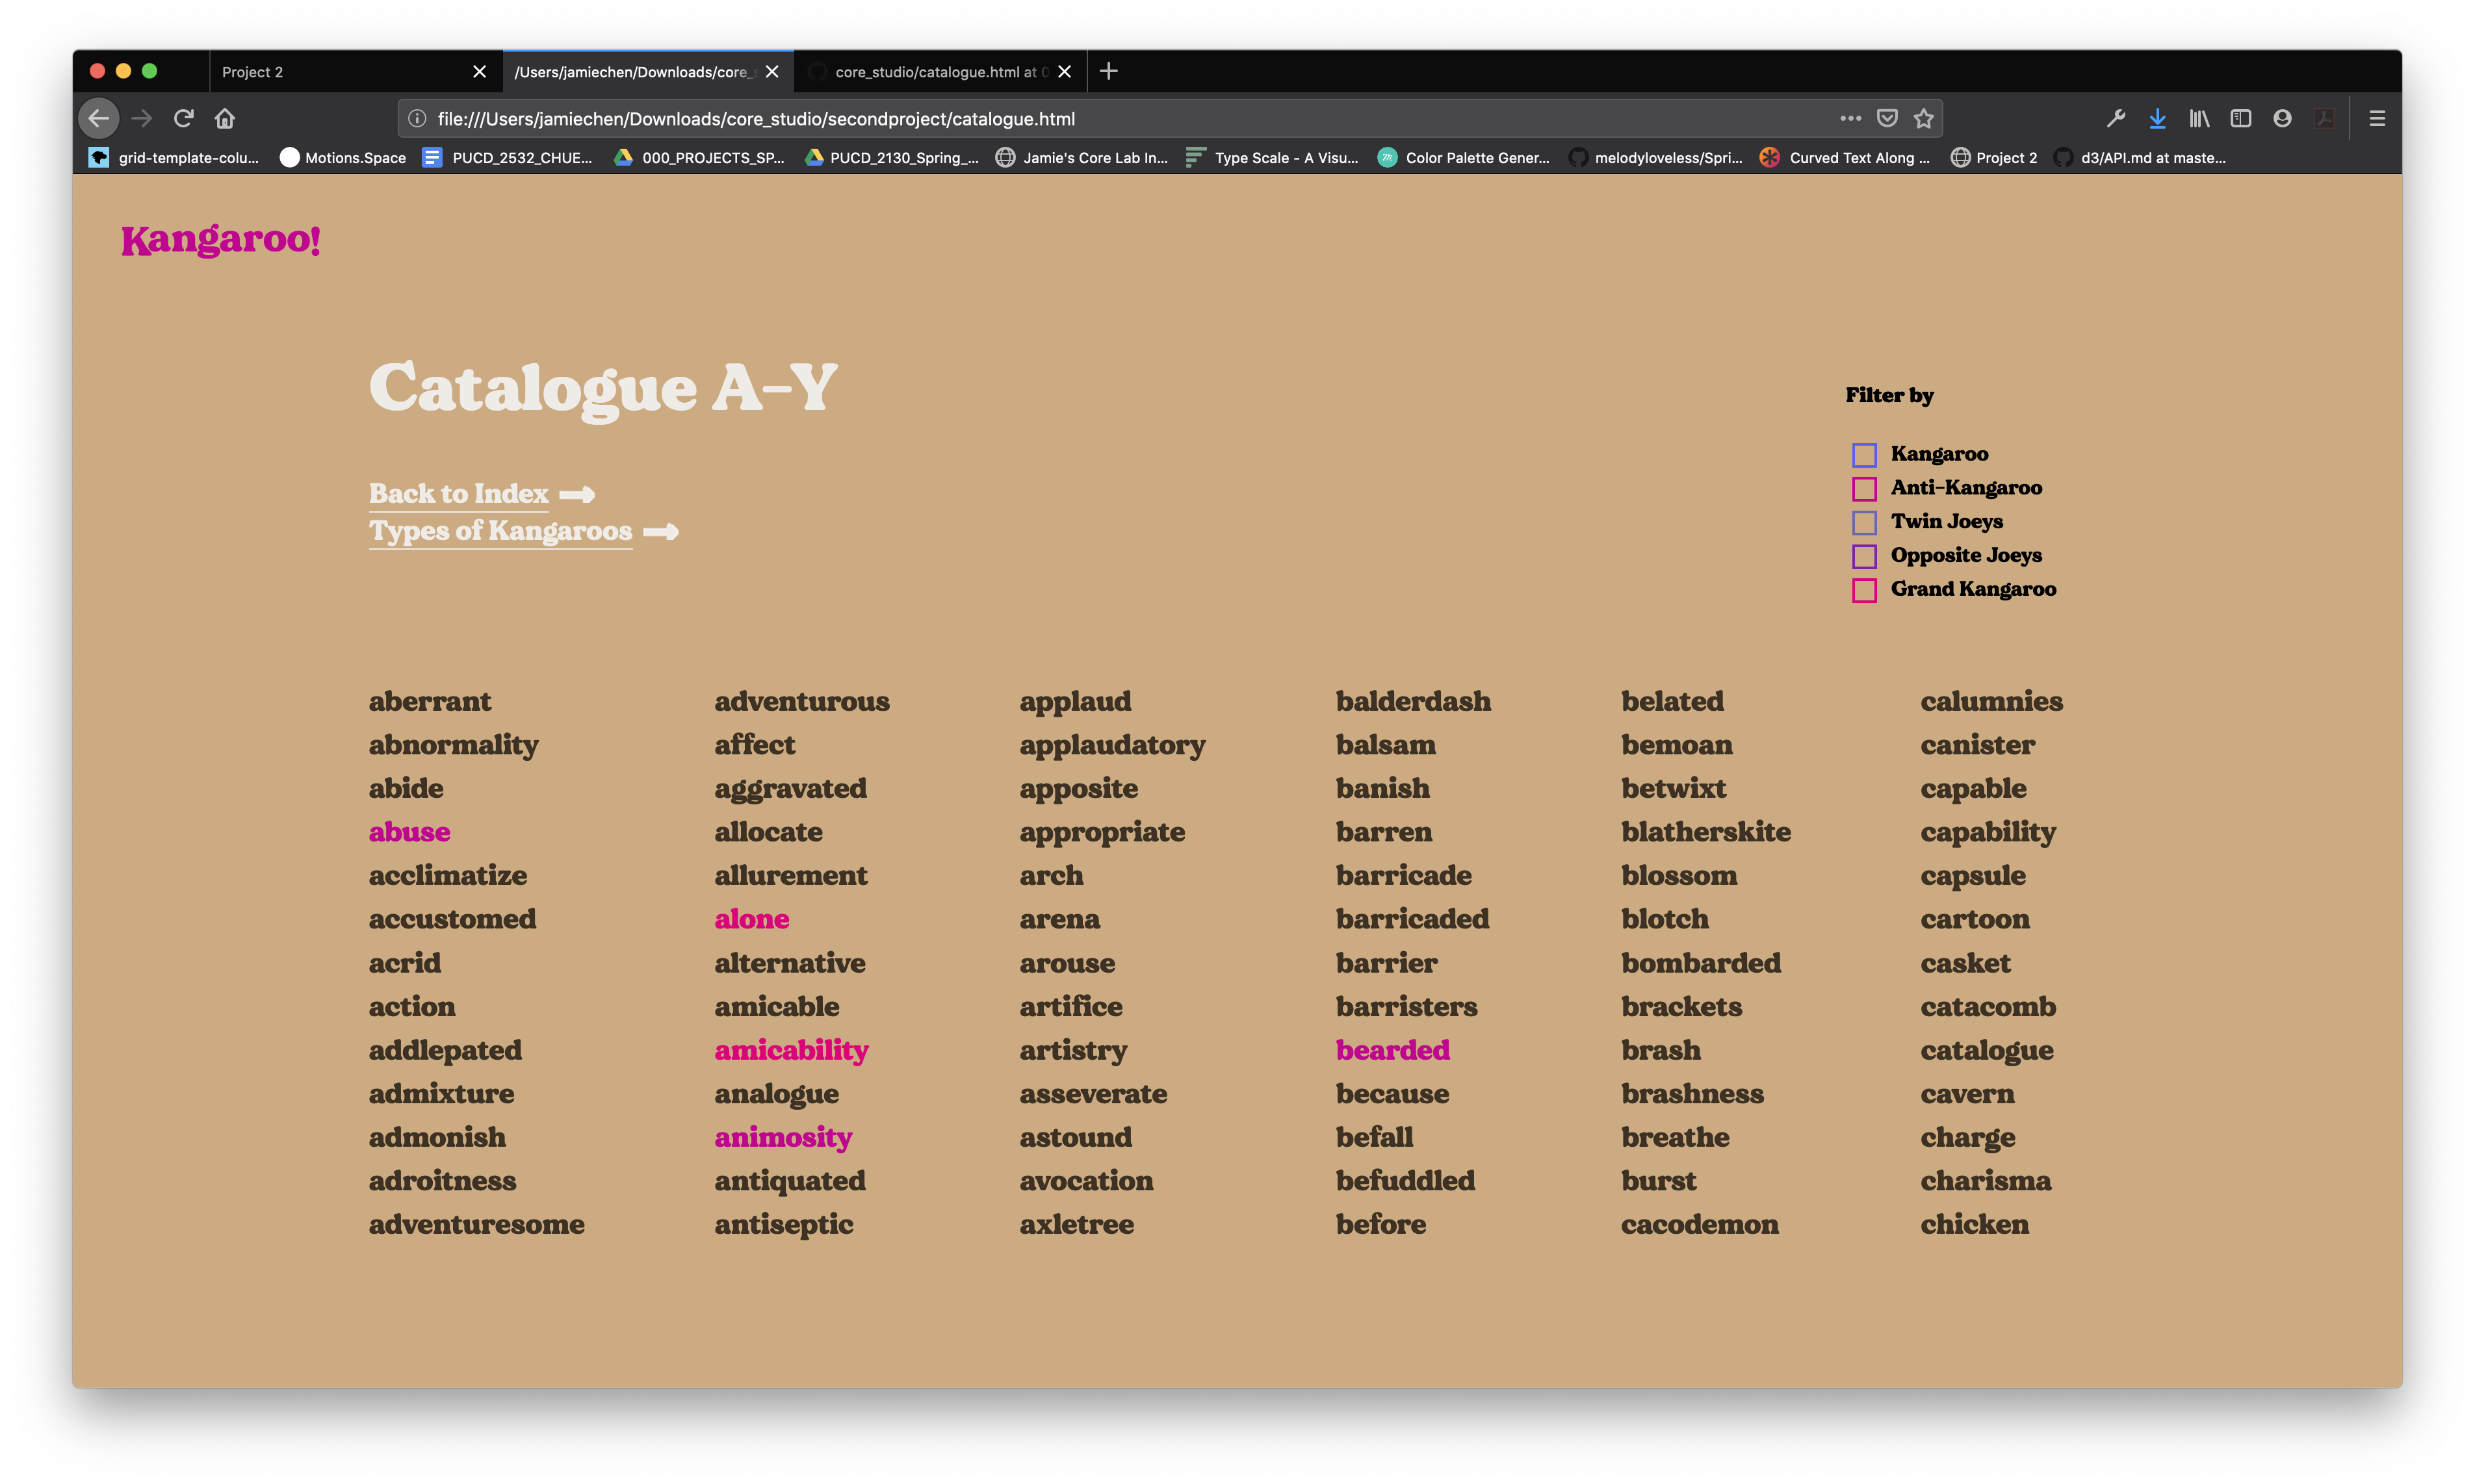 Project 2
/Users/jamiechen/Downloads/core_s
core_studio/catalogue.html at 0
file:///Users/jamiechen/Downloads/core_studio/secondproject/catalogue.html
grid-template-colu... Motions.Space PUCD_2532_CHUE... 000_PROJECTS_SP... PUCD_2130_Spring_... Jamie's Core Lab In... Type Scale - A Visu... Color Palette Gener... melodyloveless/Spri... Curved Text Along ... Project 2 d3/API.md at maste...
Kangaroo!
Catalogue A–Y
Back to Index
Types of Kangaroos
Filter by
Kangaroo
Anti-Kangaroo
Twin Joeys
Opposite Joeys
Grand Kangaroo
aberrant
abnormality
abide
abuse
acclimatize
accustomed
acrid
action
addlepated
admixture
admonish
adroitness
adventuresome
adventurous
affect
aggravated
allocate
allurement
alone
alternative
amicable
amicability
analogue
animosity
antiquated
antiseptic
applaud
applaudatory
apposite
appropriate
arch
arena
arouse
artifice
artistry
asseverate
astound
avocation
axletree
balderdash
balsam
banish
barren
barricade
barricaded
barrier
barristers
bearded
because
befall
befuddled
before
belated
bemoan
betwixt
blatherskite
blossom
blotch
bombarded
brackets
brash
brashness
breathe
burst
cacodemon
calumnies
canister
capable
capability
capsule
cartoon
casket
catacomb
catalogue
cavern
charge
charisma
chicken